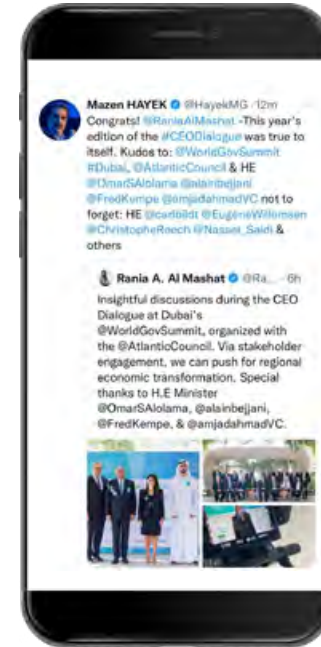 Mazen HAYEK @HayekMG · 12m
Congrats! @RaniaAlMashat -This year's
edition of the #CEODialogue was true to
itself. Kudos to: @WorldGovSummit
#Dubai, @AtlanticCouncil & HE
@OmarSAlolama @alainbejjani
@FredKempe @amjadahmadVC not to
forget: HE @carlbildt @EugeneWillemsen
@ChristopheRoech @Nasser_Saidi &
others
Rania A. Al Mashat @Ra... · 6h
Insightful discussions during the CEO
Dialogue at Dubai's
@WorldGovSummit, organized with
the @AtlanticCouncil. Via stakeholder
engagement, we can push for regional
economic transformation. Special
thanks to H.E Minister
@OmarSAlolama, @alainbejjani,
@FredKempe, & @amjadahmadVC.